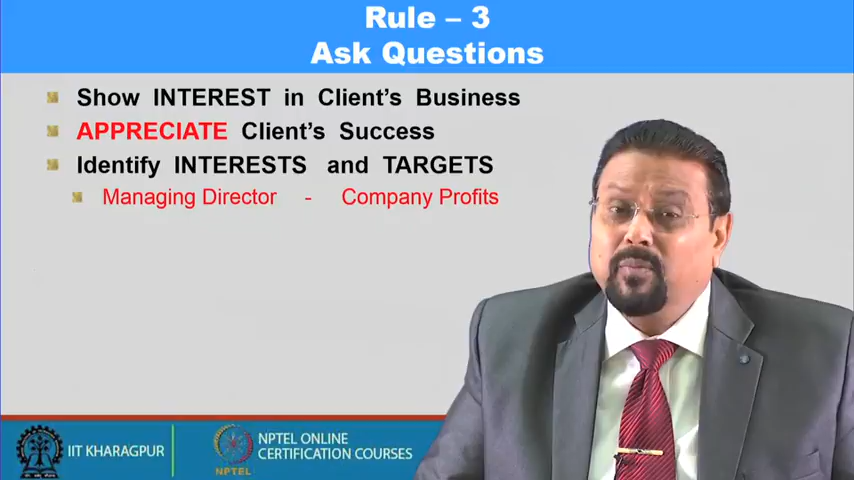 Rule – 3
Ask Questions
Show INTEREST in Client's Business
APPRECIATE Client's Success
Identify INTERESTS and TARGETS
Managing Director - Company Profits
IIT KHARAGPUR
NPTEL
NPTEL ONLINE
CERTIFICATION COURSES